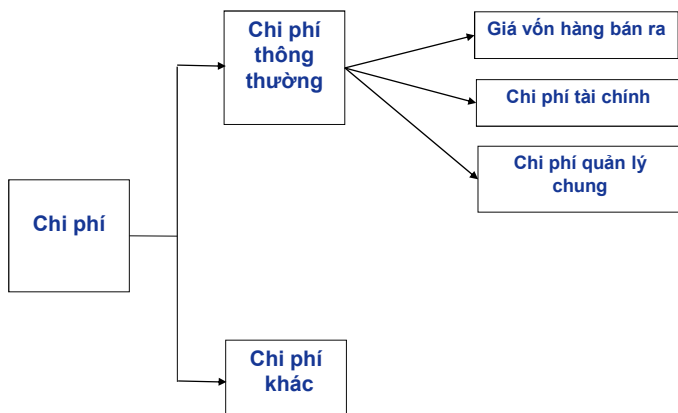 Chi phí
Chi phí
thông
thường
Giá vốn hàng bán ra
Chi phí tài chính
Chi phí quản lý
chung
Chi phí
khác